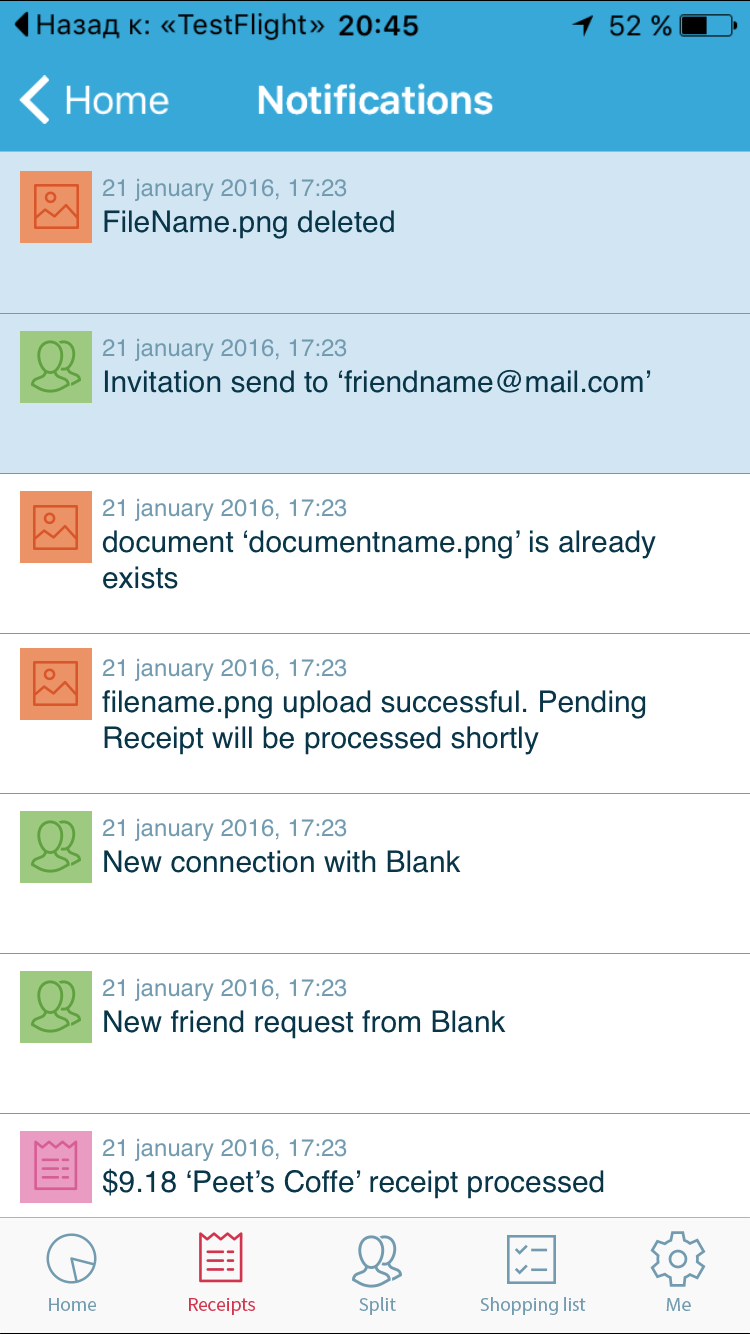 Назад к: «TestFlight» 20:45 52 %
Home Notifications
21 january 2016, 17:23
FileName.png deleted
21 january 2016, 17:23
Invitation send to ‘friendname@mail.com’
21 january 2016, 17:23
document ‘documentname.png’ is already
exists
21 january 2016, 17:23
filename.png upload successful. Pending
Receipt will be processed shortly
21 january 2016, 17:23
New connection with Blank
21 january 2016, 17:23
New friend request from Blank
21 january 2016, 17:23
$9.18 ‘Peet’s Coffe’ receipt processed
Home Receipts Split Shopping list Me